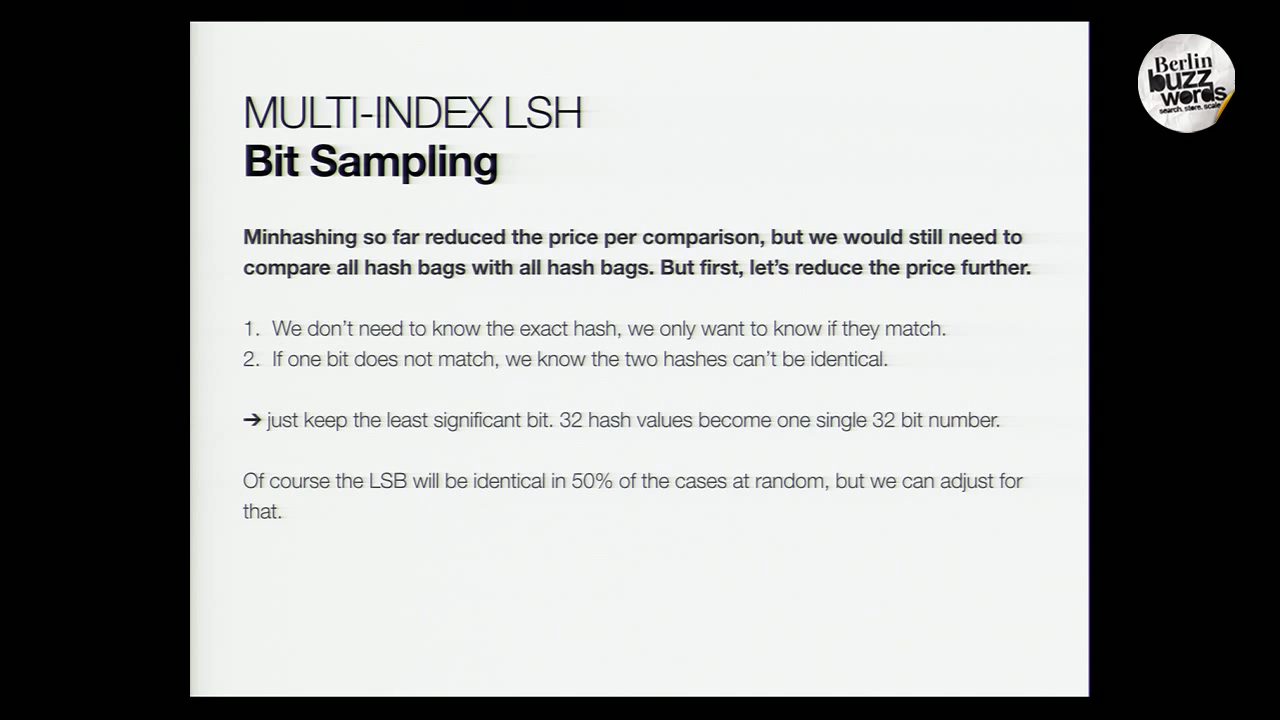 MULTI-INDEX LSH
Bit Sampling
Minhashing so far reduced the price per comparison, but we would still need to
compare all hash bags with all hash bags. But first, let's reduce the price further.
1. We don't need to know the exact hash, we only want to know if they match.
2. If one bit does not match, we know the two hashes can't be identical.
➔ just keep the least significant bit. 32 hash values become one single 32 bit number.
Of course the LSB will be identical in 50% of the cases at random, but we can adjust for
that.
Berlin
buzz
words
search. store. scale